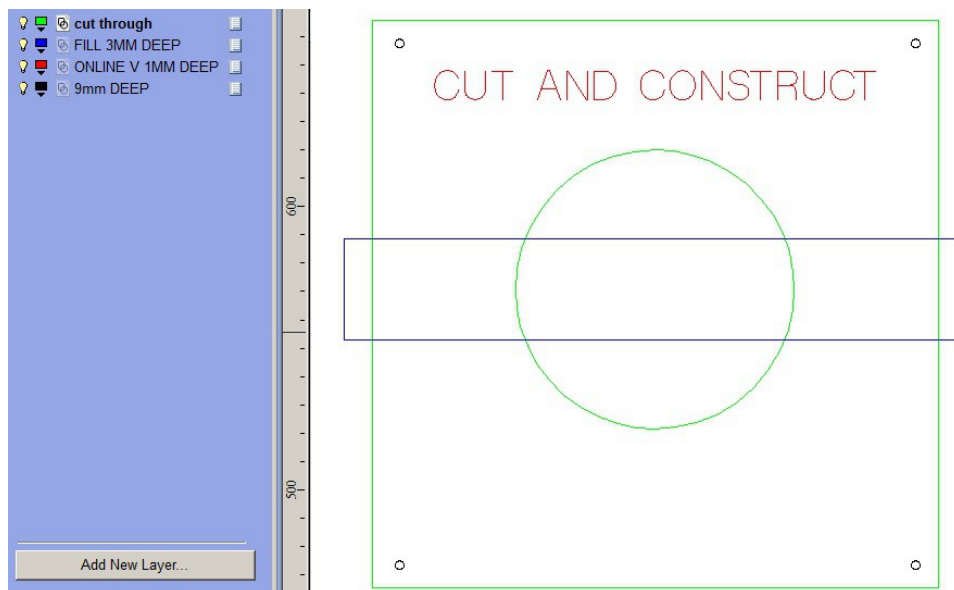 cut through
FILL 3MM DEEP
ONLINE V 1MM DEEP
9mm DEEP
CUT AND CONSTRUCT
600
500
Add New Layer...